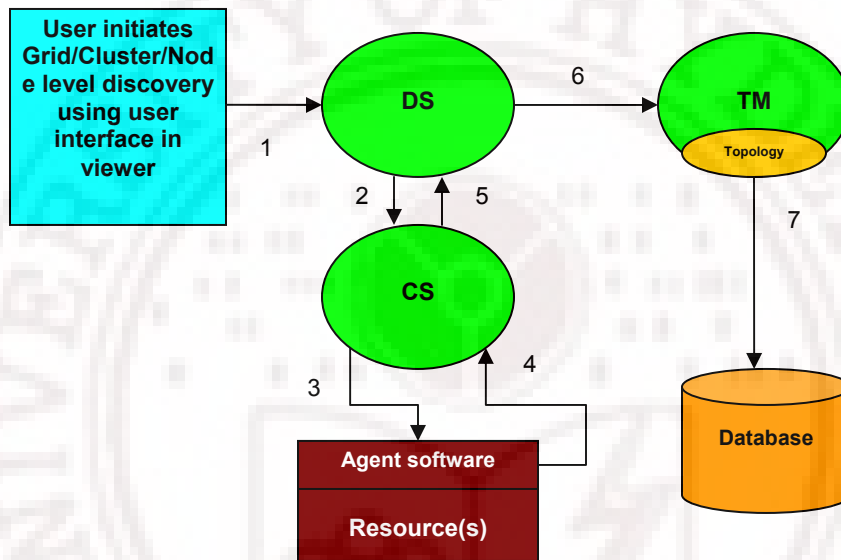 User initiates
Grid/Cluster/Nod
e level discovery
using user
interface in
viewer
1
DS
6
TM
Topology
2
5
7
CS
3
4
Agent software
Resource(s)
Database